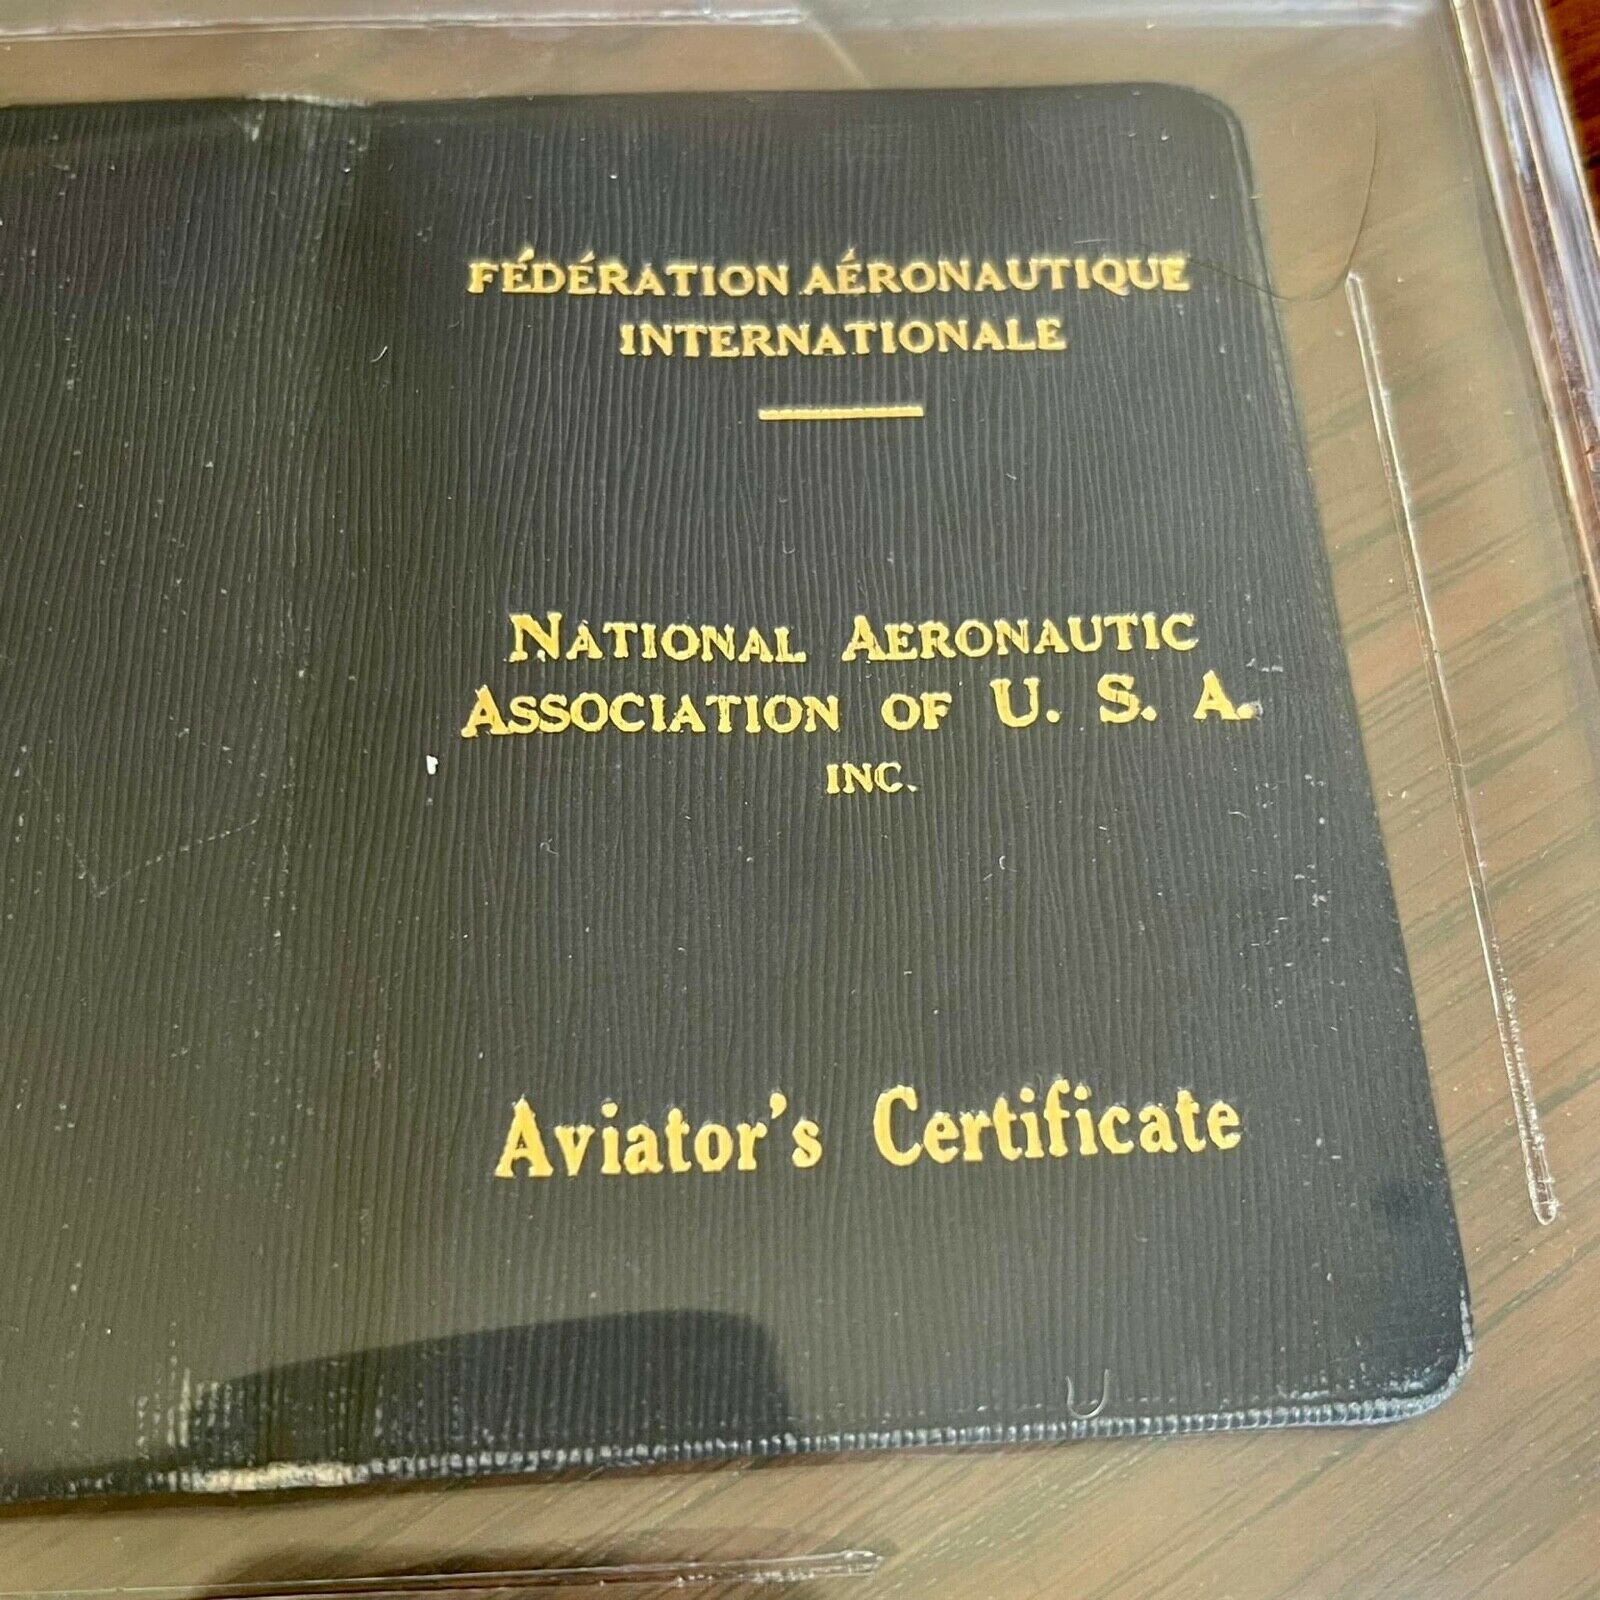 FÉDÉRATION AÉRONAUTIQUE
INTERNATIONALE
NATIONAL AERONAUTIC
ASSOCIATION OF U. S. A.
INC.
Aviator's Certificate